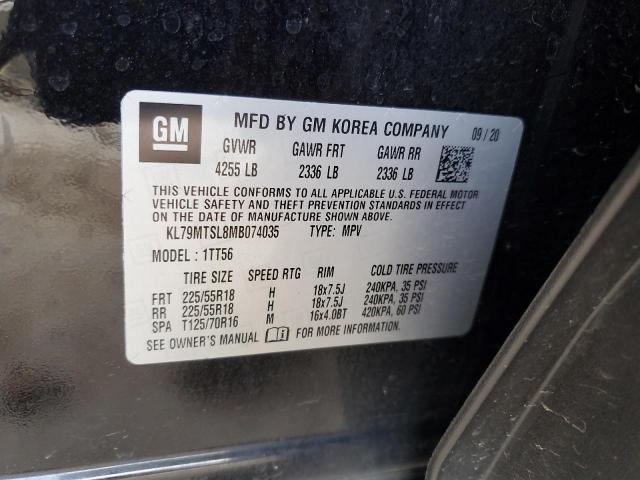 GM
MFD BY GM KOREA COMPANY 09/20
GVWR GAWR FRT GAWR RR
4255 LB 2336 LB 2336 LB
THIS VEHICLE CONFORMS TO ALL APPLICABLE U.S. FEDERAL MOTOR
VEHICLE SAFETY AND THEFT PREVENTION STANDARDS IN EFFECT
ON THE DATE OF MANUFACTURE SHOWN ABOVE.
KL79MTSL8MB074035 TYPE: MPV
MODEL : 1TT56
TIRE SIZE SPEED RTG RIM COLD TIRE PRESSURE
FRT 225/55R18 H 18x7.5J 240KPA, 35 PSI
RR 225/55R18 H 18x7.5J 240KPA, 35 PSI
SPA T125/70R16 M 16x4.0BT 420KPA, 60 PSI
SEE OWNER'S MANUAL FOR MORE INFORMATION.